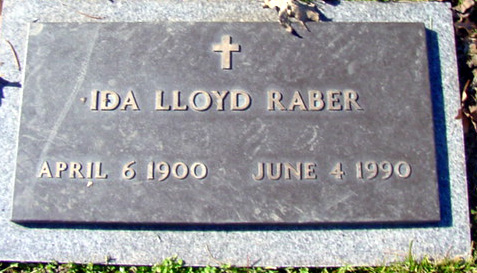 IDA LLOYD RABER
APRIL 6 1900 JUNE 4 1990